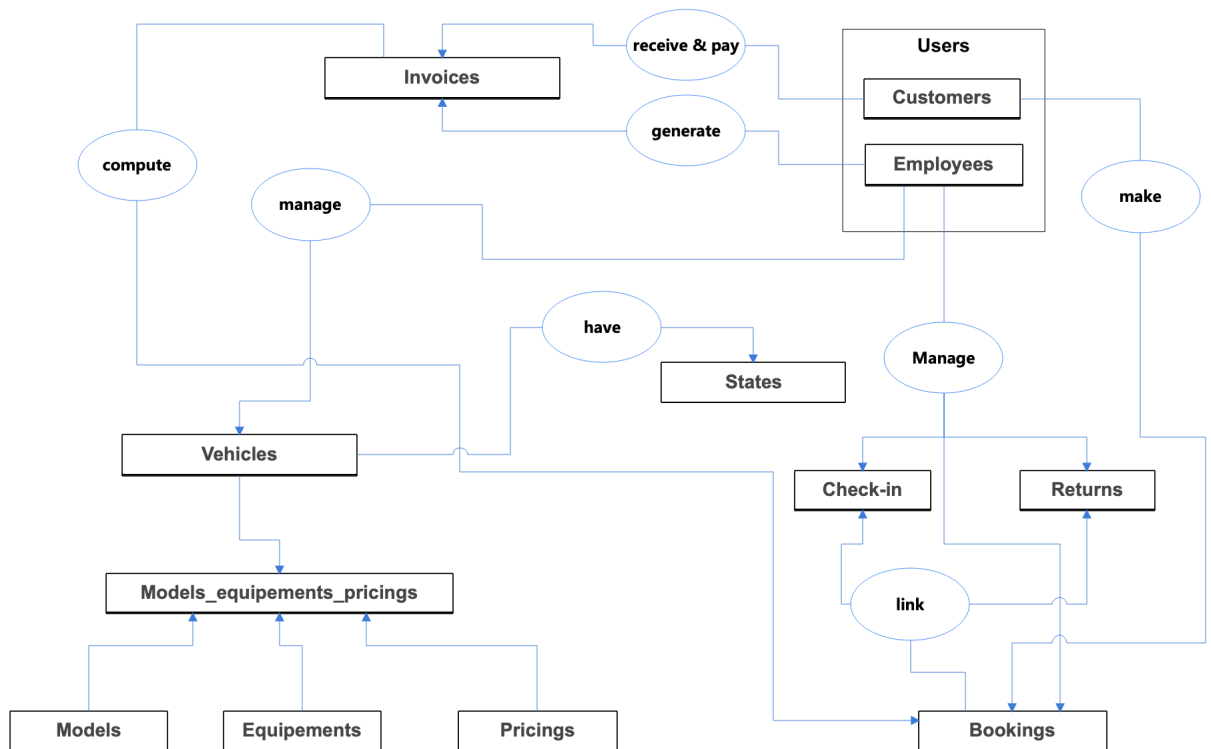 Users
receive & pay
Invoices
Customers
generate
compute
Employees
manage
make
have
Manage
States
Vehicles
Check-in
Returns
Models_equipements_pricings
link
Models
Equipements
Pricings
Bookings